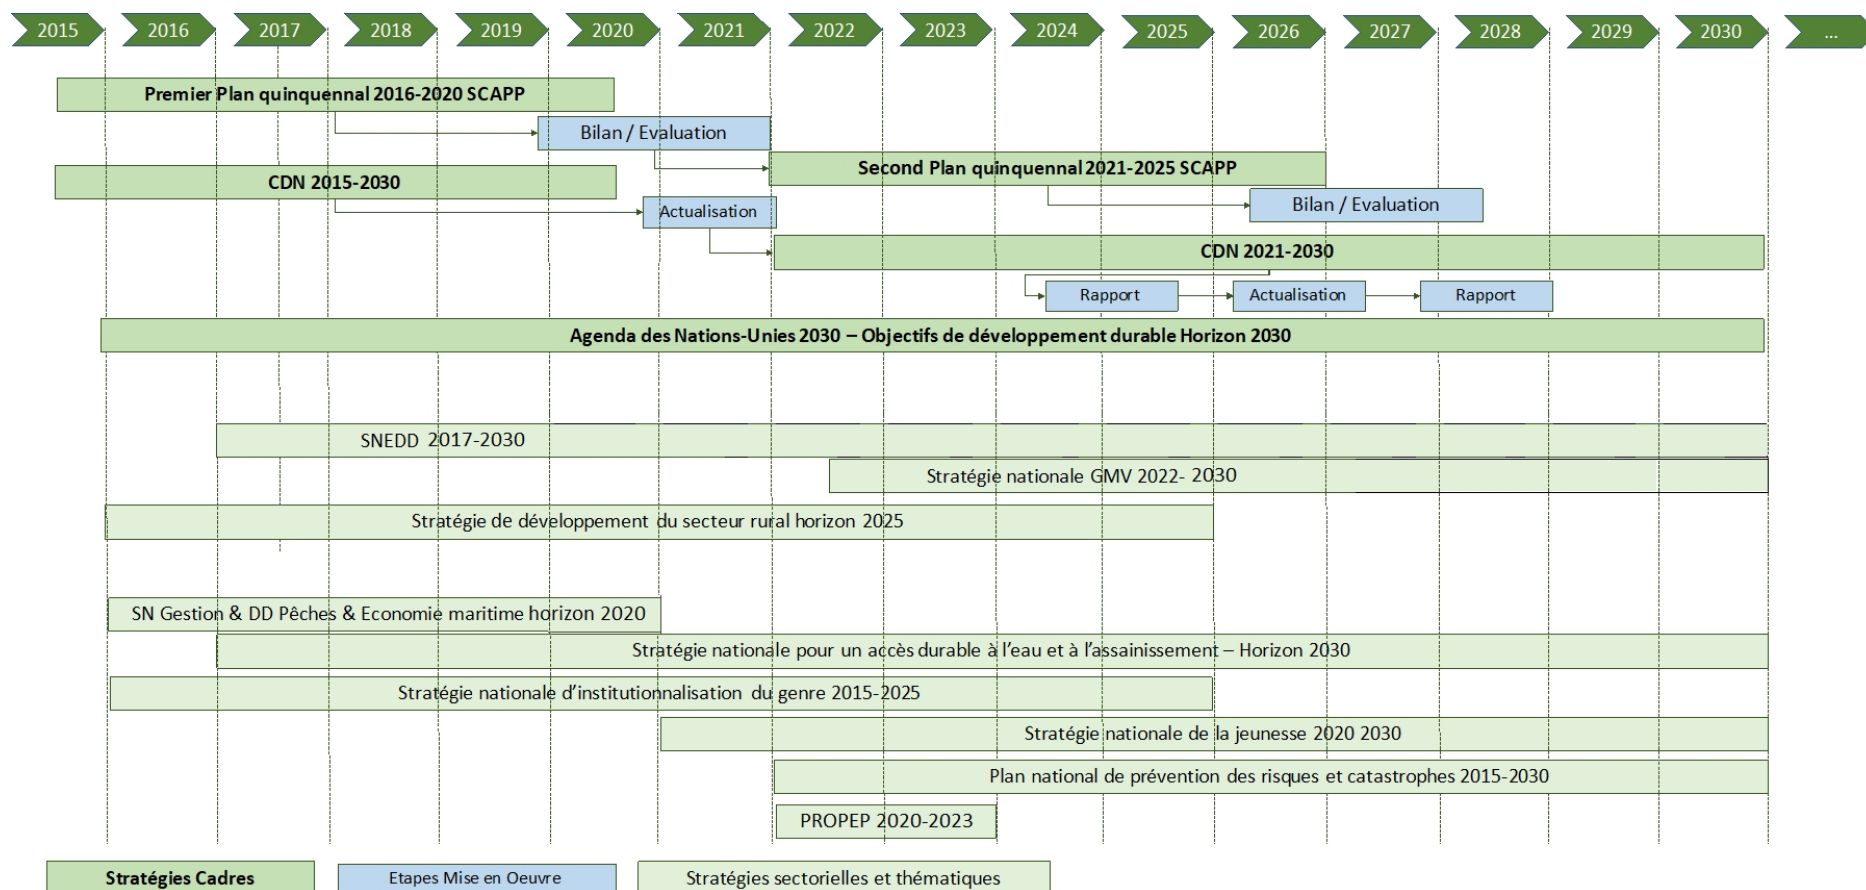 2015 2016 2017 2018 2019 2020 2021 2022 2023 2024 2025 2026 2027 2028 2029 2030 ...
Premier Plan quinquennal 2016-2020 SCAPP
Bilan / Evaluation
Second Plan quinquennal 2021-2025 SCAPP
CDN 2015-2030
Actualisation
Bilan / Evaluation
CDN 2021-2030
Rapport
Actualisation
Rapport
Agenda des Nations-Unies 2030 – Objectifs de développement durable Horizon 2030
SNEDD 2017-2030
Stratégie nationale GMV 2022- 2030
Stratégie de développement du secteur rural horizon 2025
SN Gestion & DD Pêches & Economie maritime horizon 2020
Stratégie nationale pour un accès durable à l'eau et à l'assainissement – Horizon 2030
Stratégie nationale d'institutionnalisation du genre 2015-2025
Stratégie nationale de la jeunesse 2020 2030
Plan national de prévention des risques et catastrophes 2015-2030
PROPEP 2020-2023
Stratégies Cadres
Etapes Mise en Oeuvre
Stratégies sectorielles et thématiques